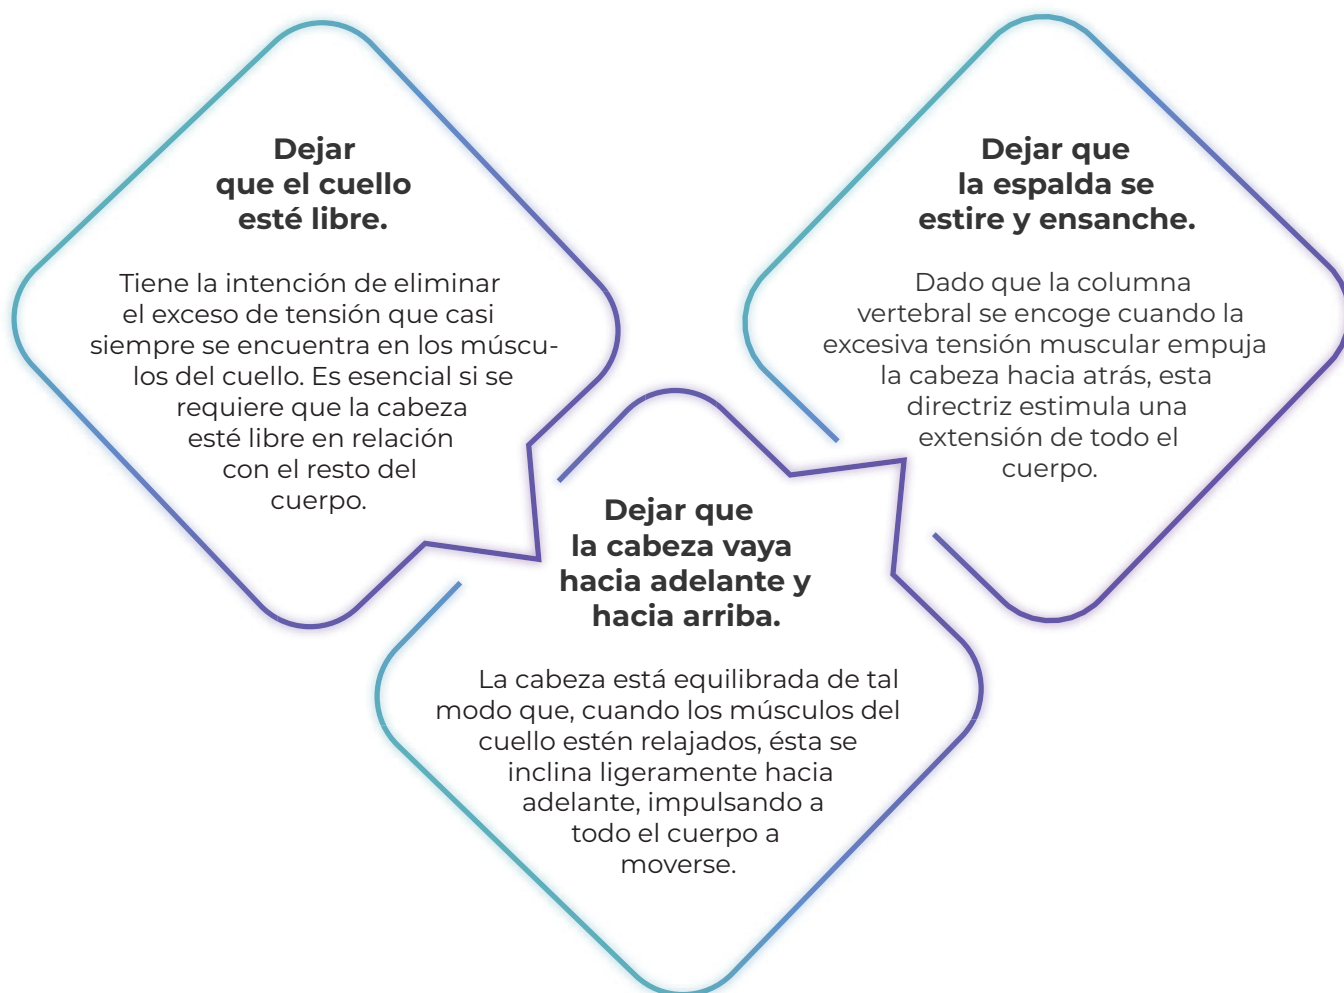 Dejar
que el cuello
esté libre.
Tiene la intención de eliminar
el exceso de tensión que casi
siempre se encuentra en los múscu-
los del cuello. Es esencial si se
requiere que la cabeza
esté libre en relación
con el resto del
cuerpo.
Dejar que
la cabeza vaya
hacia adelante y
hacia arriba.
La cabeza está equilibrada de tal
modo que, cuando los músculos del
cuello estén relajados, ésta se
inclina ligeramente hacia
adelante, impulsando a
todo el cuerpo a
moverse.
Dejar que
la espalda se
estire y ensanche.
Dado que la columna
vertebral se encoge cuando la
excesiva tensión muscular empuja
la cabeza hacia atrás, esta
directriz estimula una
extensión de todo el
cuerpo.